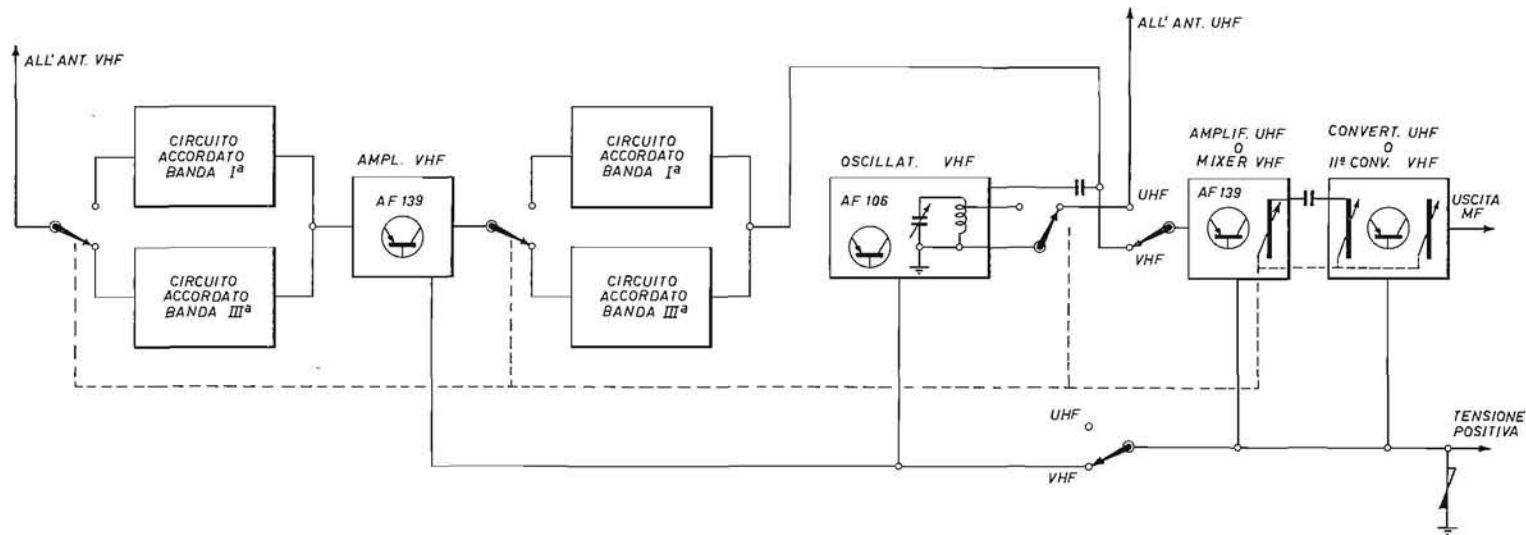 ALL'ANT. VHF
ALL' ANT. UHF
CIRCUITO
ACCORDATO
BANDA Iª
AMPL. VHF
AF 139
CIRCUITO
ACCORDATO
BANDA IIIª
CIRCUITO
ACCORDATO
BANDA Iª
CIRCUITO
ACCORDATO
BANDA IIIª
OSCILLAT. VHF
AF 106
UHF
VHF
AMPLIF. UHF
O
MIXER VHF
AF 139
CONVERT. UHF
O
IIº CONV. VHF
USCITA
MF
UHF
VHF
TENSIONE
POSITIVA